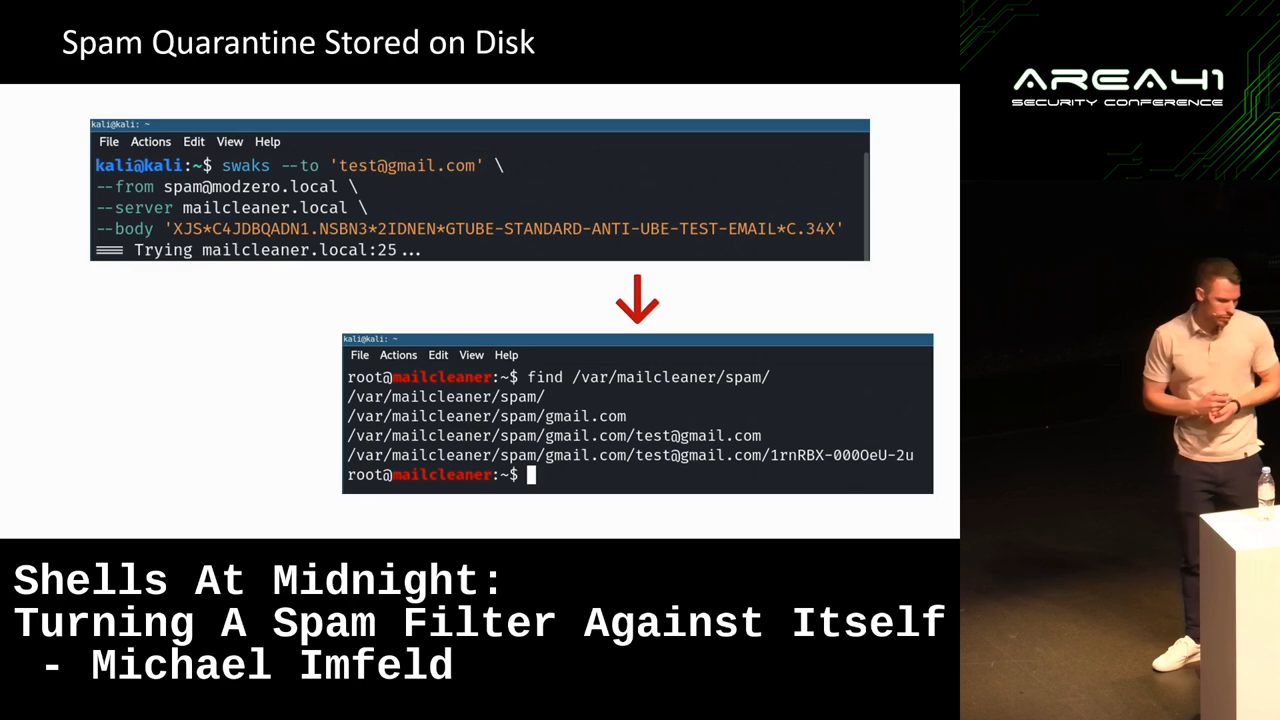 Spam Quarantine Stored on Disk
AREA41
SECURITY CONFERENCE
kali@kali: ~
File Actions Edit View Help
kali@kali:~$ swaks --to 'test@gmail.com' \
--from spam@modzero.local \
--server mailcleaner.local \
--body 'XJS*C4JDBQADN1.NSBN3*2IDNEN*GTUBE-STANDARD-ANTI-UBE-TEST-EMAIL*C.34X'
=== Trying mailcleaner.local:25...
kali@kali: ~
File Actions Edit View Help
root@mailcleaner:~$ find /var/mailcleaner/spam/
/var/mailcleaner/spam/
/var/mailcleaner/spam/gmail.com
/var/mailcleaner/spam/gmail.com/test@gmail.com
/var/mailcleaner/spam/gmail.com/test@gmail.com/1rnRBX-000OeU-2u
root@mailcleaner:~$
Shells At Midnight:
Turning A Spam Filter Against Itself
- Michael Imfeld